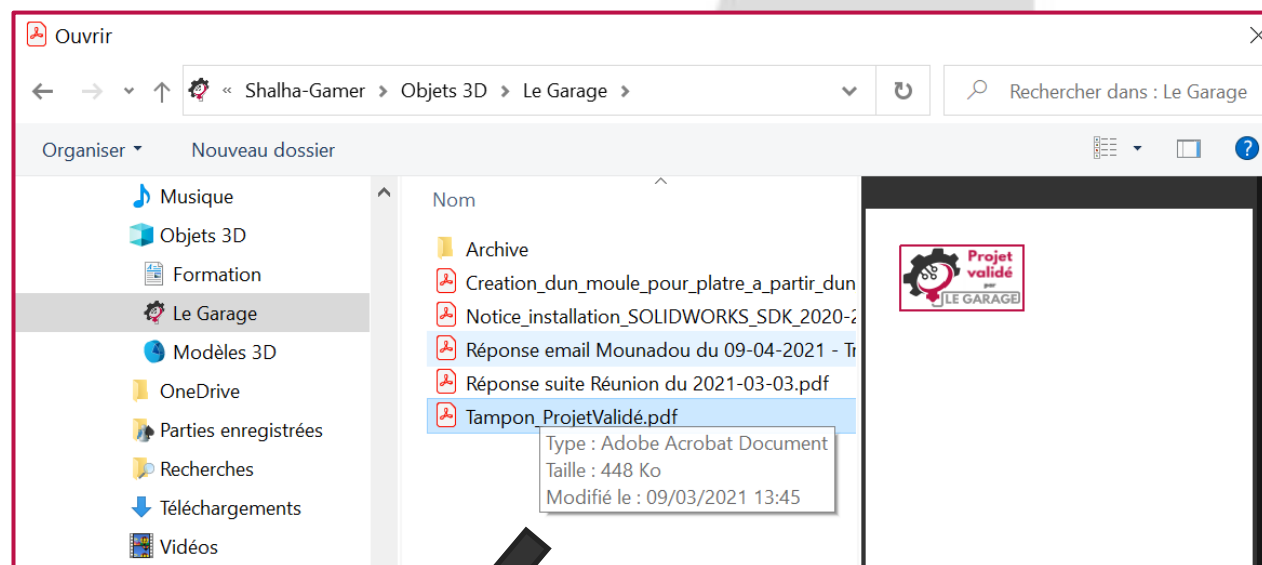 Ouvrir
« Shalha-Gamer > Objets 3D > Le Garage >
Rechercher dans : Le Garage
Organiser
Nouveau dossier
?
Musique
Objets 3D
Formation
Le Garage
Modèles 3D
OneDrive
Parties enregistrées
Recherches
Téléchargements
Vidéos
Nom
Archive
Creation_dun_moule_pour_platre_a_partir_dun
Notice_installation_SOLIDWORKS_SDK_2020-2
Réponse email Mounadou du 09-04-2021 - Tr
Réponse suite Réunion du 2021-03-03.pdf
Tampon_ProjetValidé.pdf
Type : Adobe Acrobat Document
Taille : 448 Ko
Modifié le : 09/03/2021 13:45
Projet
validé
par
LE GARAGE